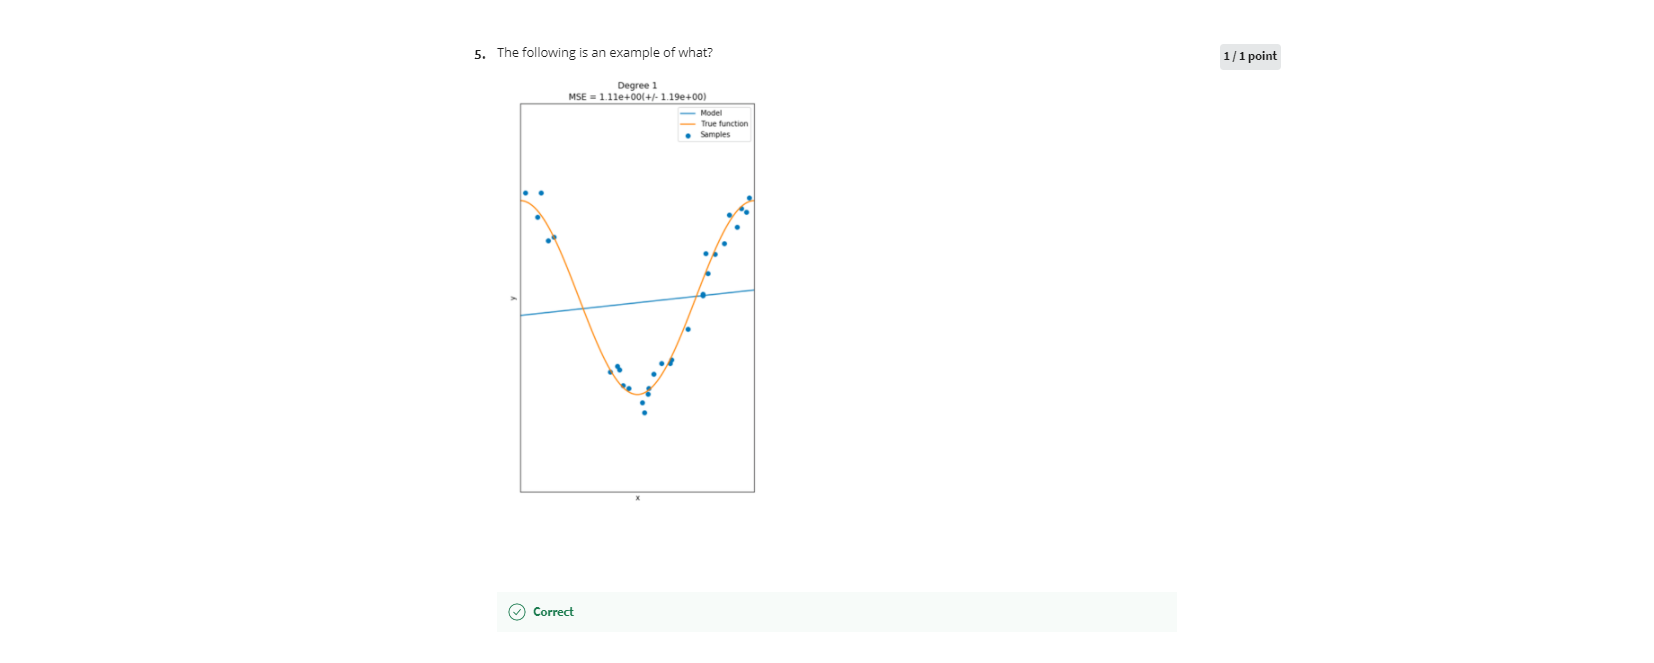 5. The following is an example of what?
1 / 1 point
Degree 1
MSE = 1.11e+00(+/- 1.19e+00)
Model
True function
Samples
y
x
Correct